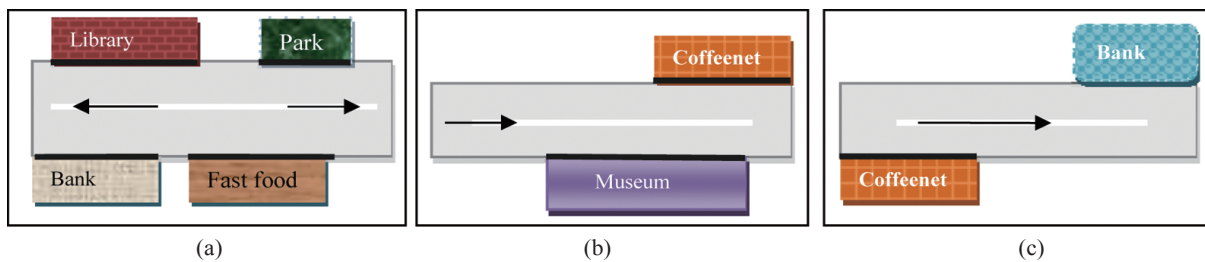 Library
Park
Bank
Fast food
Coffeenet
Museum
Bank
Coffeenet
(a)
(b)
(c)